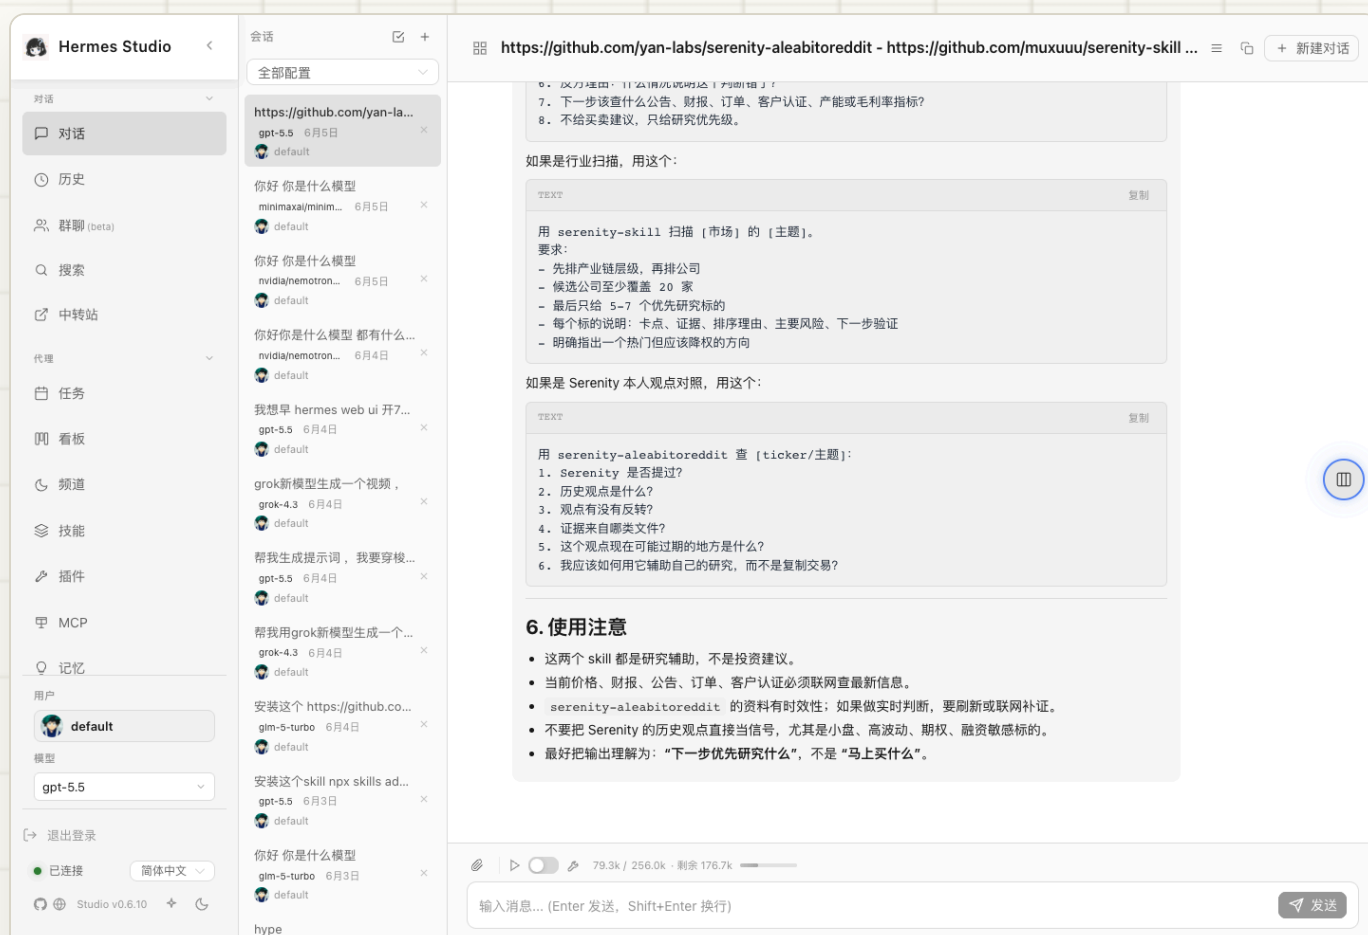 Hermes Studio
对话
对话
历史
群聊 (beta)
搜索
中转站
代理
任务
看板
频道
技能
插件
MCP
记忆
用户
default
模型
gpt-5.5
退出登录
已连接
简体中文
Studio v0.6.10
会话
全部配置
https://github.com/yan-la...
gpt-5.5 6月5日
default
你好 你是什么模型
minimaxai/minim... 6月5日
default
你好 你是什么模型
nvidia/nemotron... 6月5日
default
你好你是什么模型 都有什么...
nvidia/nemotron... 6月4日
default
我想早 hermes web ui 开7...
gpt-5.5 6月4日
default
grok新模型生成一个视频 ，
grok-4.3 6月4日
default
帮我生成提示词 ，我要穿梭...
gpt-5.5 6月4日
default
帮我用grok新模型生成一个...
grok-4.3 6月4日
default
安装这个 https://github.co...
glm-5-turbo 6月4日
default
安装这个skill npx skills ad...
gpt-5.5 6月3日
default
你好 你是什么模型
glm-5-turbo 6月3日
default
hype
https://github.com/yan-labs/serenity-aleabitoreddit - https://github.com/muxuuu/serenity-skill ...
新建对话
6. 反方理由：什么情况说明这个判断错了？
7. 下一步该查什么公告、财报、订单、客户认证、产能或毛利率指标？
8. 不给买卖建议，只给研究优先级。
如果是行业扫描，用这个：
TEXT 复制
用 serenity-skill 扫描 [市场] 的 [主题]。
要求：
- 先排产业链层级，再排公司
- 候选公司至少覆盖 20 家
- 最后只给 5-7 个优先研究标的
- 每个标的说明：卡点、证据、排序理由、主要风险、下一步验证
- 明确指出一个热门但应该降权的方向
如果是 Serenity 本人观点对照，用这个：
TEXT 复制
用 serenity-aleabitoreddit 查 [ticker/主题]：
1. Serenity 是否提过？
2. 历史观点是什么？
3. 观点有没有反转？
4. 证据来自哪类文件？
5. 这个观点现在可能过期的地方是什么？
6. 我应该如何用它辅助自己的研究，而不是复制交易？
6. 使用注意
• 这两个 skill 都是研究辅助，不是投资建议。
• 当前价格、财报、公告、订单、客户认证必须联网查最新信息。
• serenity-aleabitoreddit 的资料有时效性；如果做实时判断，要刷新或联网补证。
• 不要把 Serenity 的历史观点直接当信号，尤其是小盘、高波动、期权、融资敏感标的。
• 最好把输出理解为：“下一步优先研究什么”，不是 “马上买什么”。
79.3k / 256.0k · 剩余 176.7k
输入消息... (Enter 发送，Shift+Enter 换行)
发送